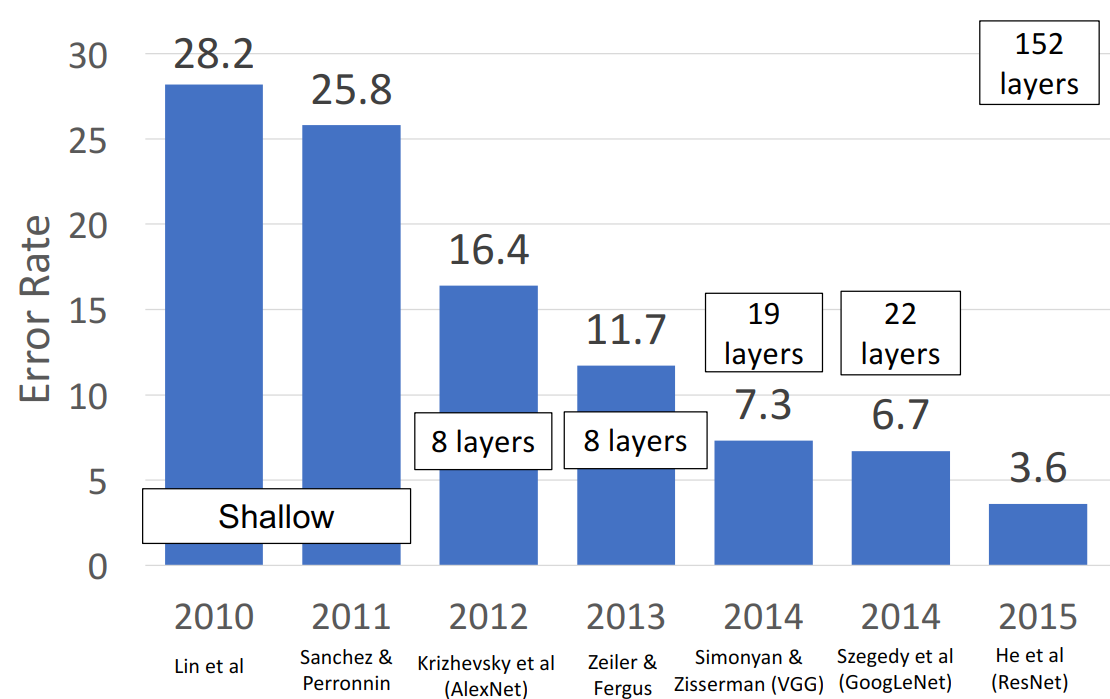 152
layers
30
28.2
25.8
25
20
16.4
15
19
layers
22
layers
11.7
10
7.3
6.7
8 layers
8 layers
5
3.6
Shallow
0
Error Rate
2010
2011
2012
2013
2014
2014
2015
Lin et al
Sanchez &
Perronnin
Krizhevsky et al
(AlexNet)
Zeiler &
Fergus
Simonyan &
Zisserman (VGG)
Szegedy et al
(GoogLeNet)
He et al
(ResNet)